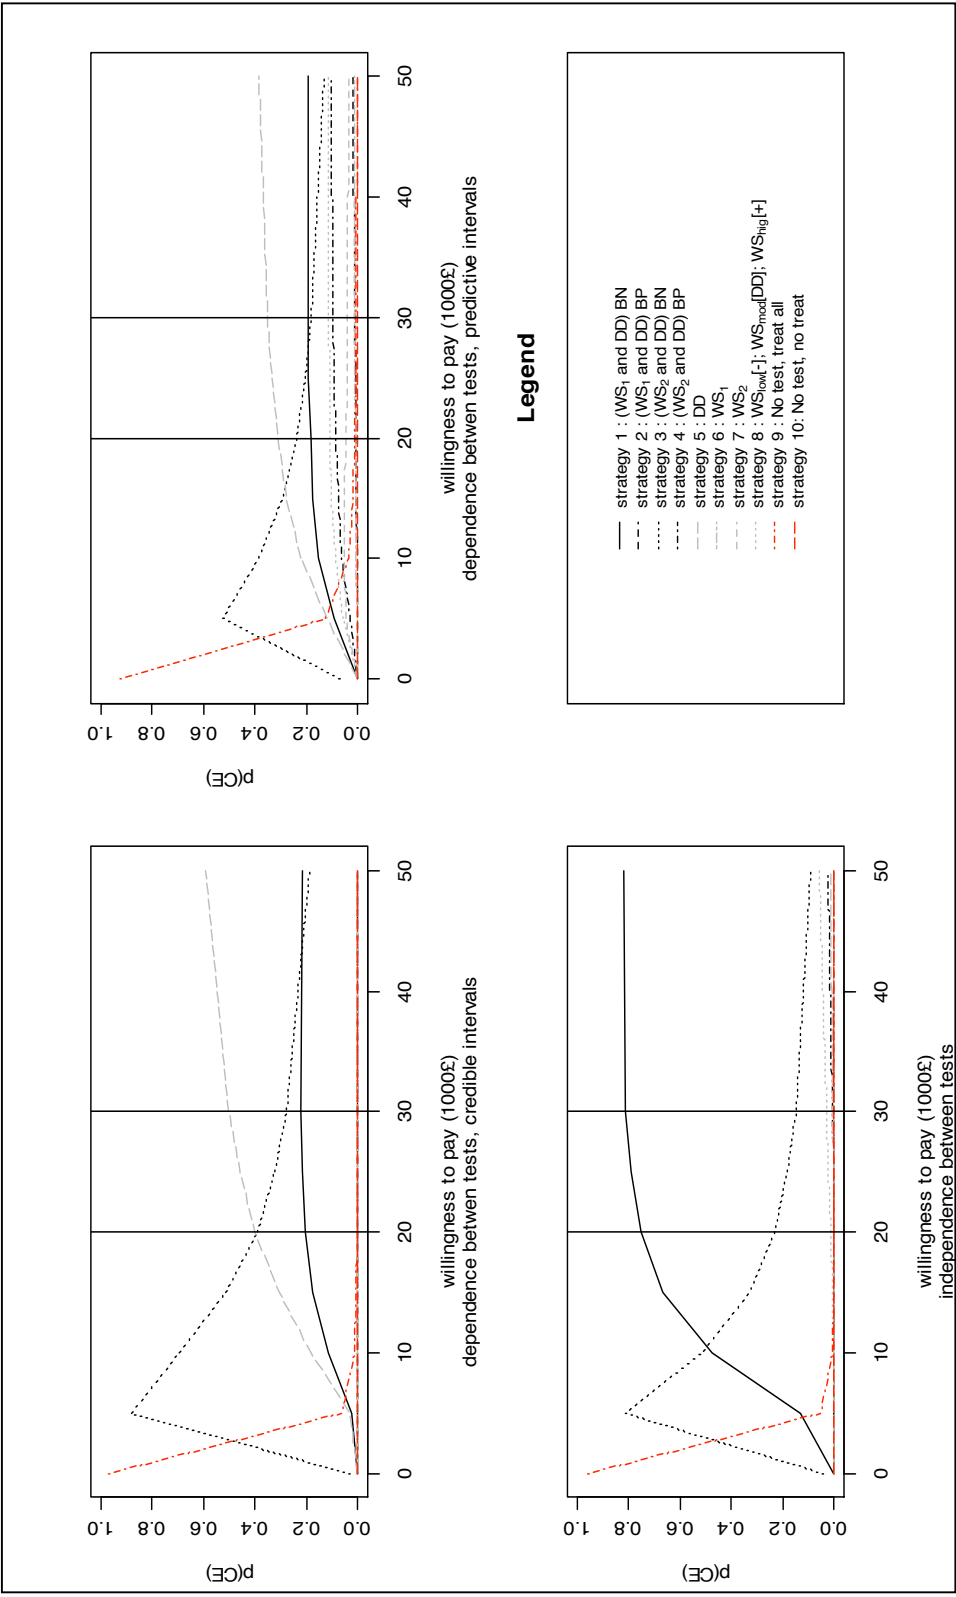 p(CE)
1.0
0.8
0.6
0.4
0.2
0.0
0 10 20 30 40 50
willingness to pay (1000£)
dependence betwen tests, credible intervals
p(CE)
1.0
0.8
0.6
0.4
0.2
0.0
0 10 20 30 40 50
willingness to pay (1000£)
dependence betwen tests, predictive intervals
p(CE)
1.0
0.8
0.6
0.4
0.2
0.0
0 10 20 30 40 50
willingness to pay (1000£)
independence between tests
Legend
strategy 1 : (WS1 and DD) BN
strategy 2 : (WS1 and DD) BP
strategy 3 : (WS2 and DD) BN
strategy 4 : (WS2 and DD) BP
strategy 5 : DD
strategy 6 : WS1
strategy 7 : WS2
strategy 8 : WSlow[-]; WSmod[DD]; WShig[+]
strategy 9 : No test, treat all
strategy 10: No test, no treat